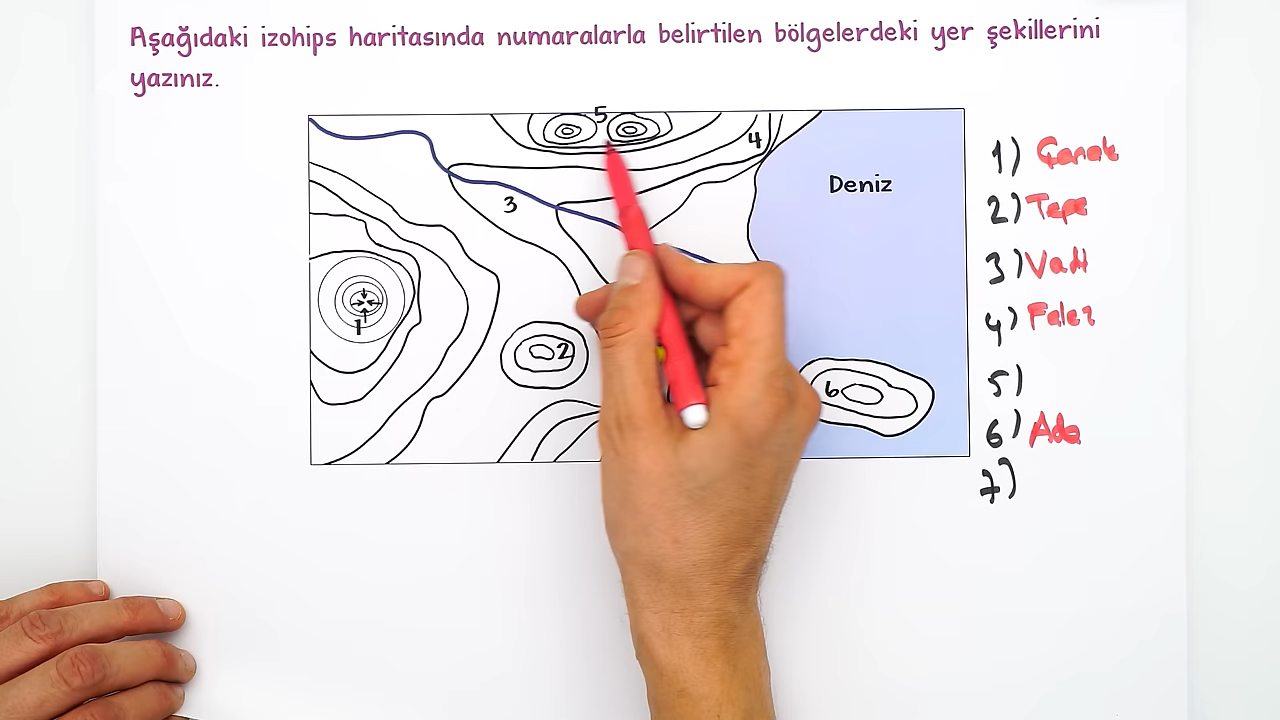 Aşağıdaki izohips haritasında numaralarla belirtilen bölgelerdeki yer şekillerini
yazınız.
5
4
Deniz
3
1
2
6
1) Çanak
2) Tepe
3) Vadi
4) Falez
5)
6) Ada
7)